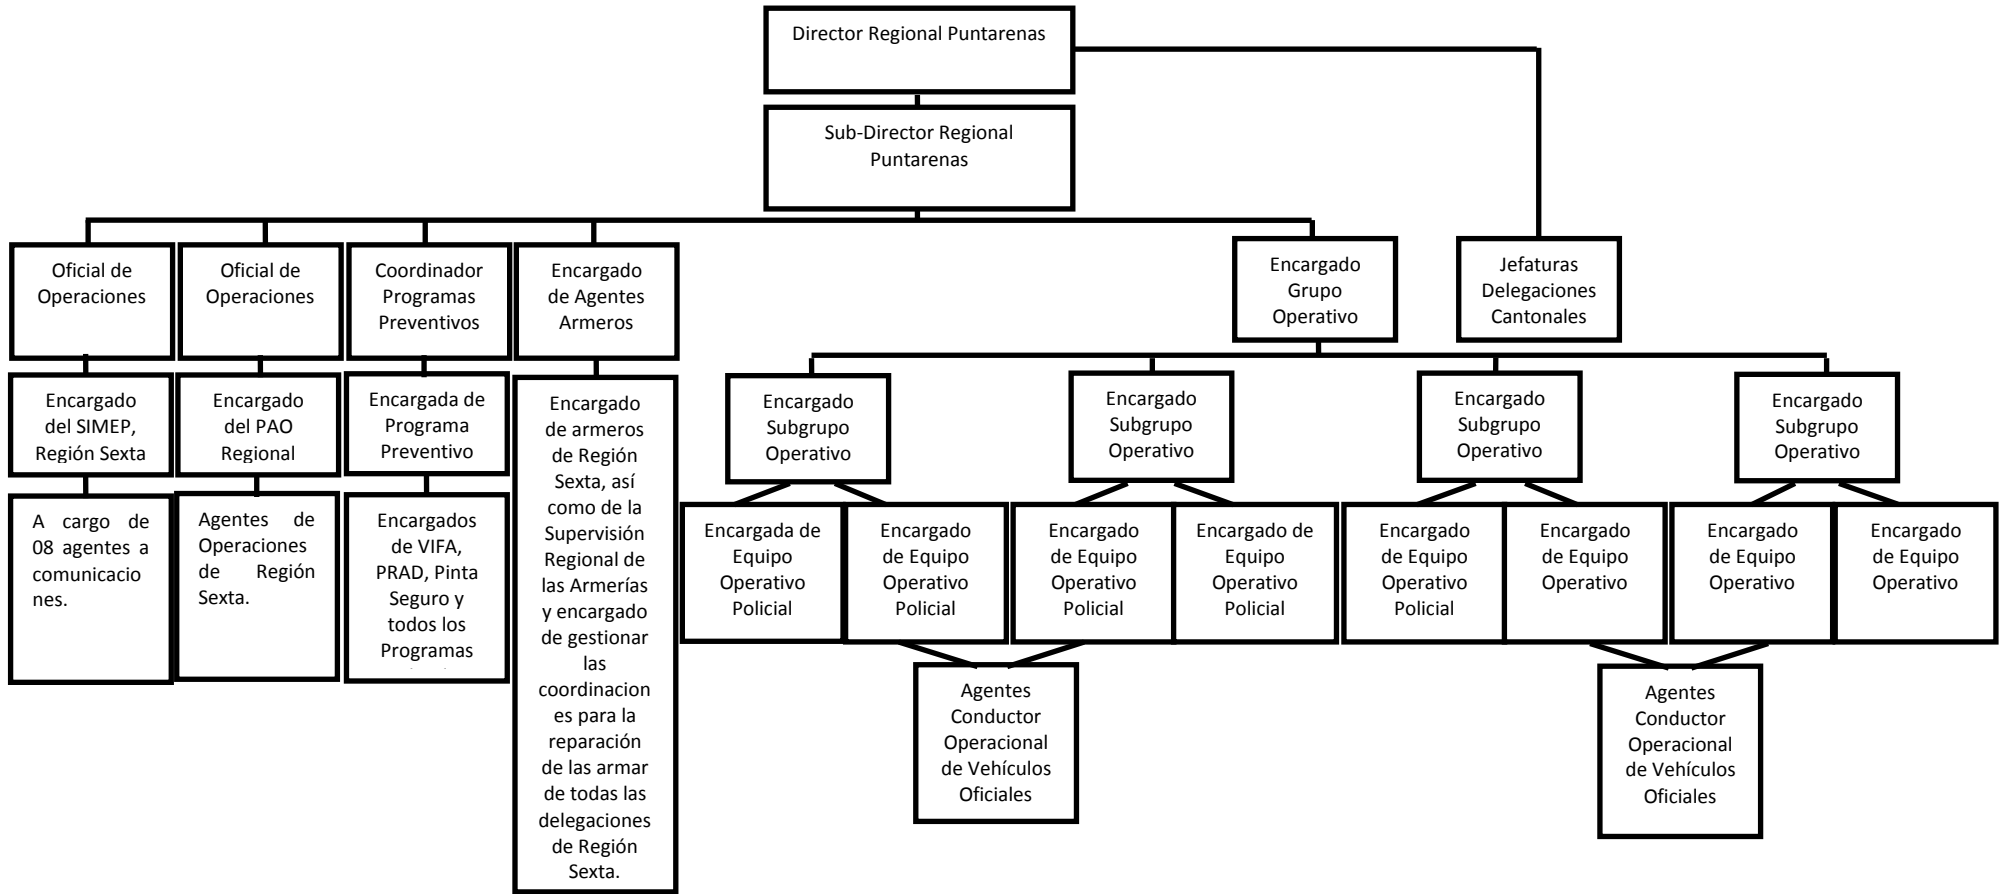 Director Regional Puntarenas
Sub-Director Regional
Puntarenas
Oficial de
Operaciones
Oficial de
Operaciones
Coordinador
Programas
Preventivos
Encargado
de Agentes
Armeros
Encargado
Grupo
Operativo
Jefaturas
Delegaciones
Cantonales
Encargado
del SIMEP,
Región Sexta
Encargado
del PAO
Regional
Encargada de
Programa
Preventivo
Encargado
de armeros
de Región
Sexta, así
como de la
Supervisión
Regional de
las Armerías
y encargado
de gestionar
las
coordinacion
es para la
reparación
de las armar
de todas las
delegaciones
de Región
Sexta.
Encargado
Subgrupo
Operativo
Encargado
Subgrupo
Operativo
Encargado
Subgrupo
Operativo
Encargado
Subgrupo
Operativo
A cargo de
08 agentes a
comunicacio
nes.
Agentes de
Operaciones
de Región
Sexta.
Encargados
de VIFA,
PRAD, Pinta
Seguro y
todos los
Programas
Encargada de
Equipo
Operativo
Policial
Encargado
de Equipo
Operativo
Policial
Encargado
de Equipo
Operativo
Policial
Encargado de
Equipo
Operativo
Policial
Encargado
de Equipo
Operativo
Policial
Encargado
de Equipo
Operativo
Encargado
de Equipo
Operativo
Encargado
de Equipo
Operativo
Agentes
Conductor
Operacional
de Vehículos
Oficiales
Agentes
Conductor
Operacional
de Vehículos
Oficiales